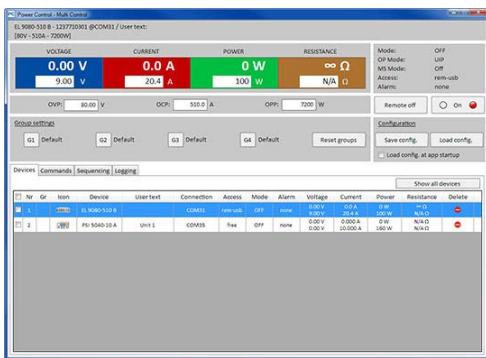 Power Control - Multi Control
EL 9080-510 B - 1237710301 @COM31 / User text:
[80V - 510A - 7200W]
VOLTAGE CURRENT POWER RESISTANCE
0.00 V 0.0 A 0 W ∞ Ω
9.00 V 20.4 A 100 W N/A Ω
Mode: OFF
OP Mode: UIP
MS Mode: Off
Access: rem-usb
Alarm: none
OVP: 80.00 V OCP: 510.0 A OPP: 7200 W
Remote off On
Group settings
G1 Default G2 Default G3 Default G4 Default Reset groups
Configuration
Save config. Load config.
Load config. at app startup
Devices Commands Sequencing Logging
Show all devices
Nr Gr Icon Device User text Connection Access Mode Alarm Voltage Current Power Resistance Delete
1 EL 9080-510 B COM31 rem-usb OFF none 0.00 V 0.0 A 0 W ∞ Ω
9.00 V 20.4 A 100 W N/A Ω
2 PSI 5040-10 A Unit 1 COM35 free OFF none 0.00 V 0.000 A 0 W N/A Ω
0.00 V 10.000 A 160 W N/A Ω